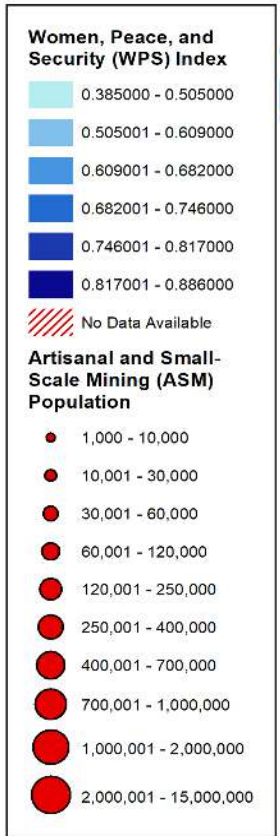 Women, Peace, and
Security (WPS) Index
0.385000 - 0.505000
0.505001 - 0.609000
0.609001 - 0.682000
0.682001 - 0.746000
0.746001 - 0.817000
0.817001 - 0.886000
No Data Available
Artisanal and Small-
Scale Mining (ASM)
Population
1,000 - 10,000
10,001 - 30,000
30,001 - 60,000
60,001 - 120,000
120,001 - 250,000
250,001 - 400,000
400,001 - 700,000
700,001 - 1,000,000
1,000,001 - 2,000,000
2,000,001 - 15,000,000